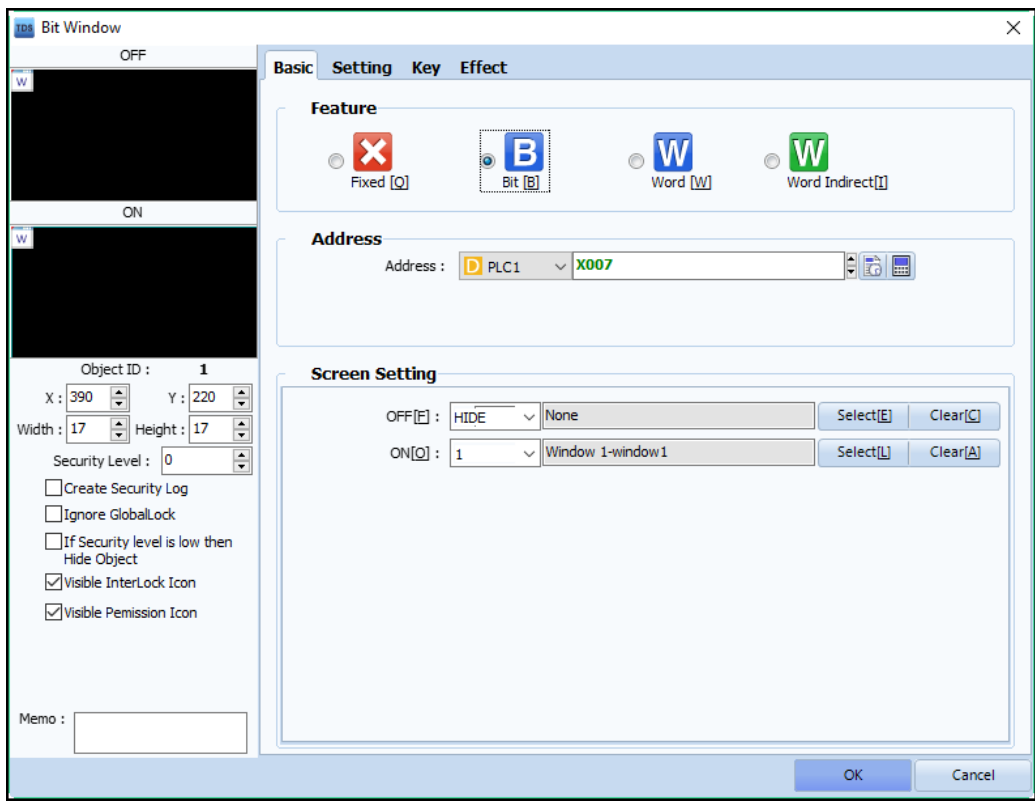 TDS Bit Window
OFF
W
ON
W
Object ID : 1
X : 390 Y : 220
Width : 17 Height : 17
Security Level : 0
Create Security Log
Ignore GlobalLock
If Security level is low then
Hide Object
Visible InterLock Icon
Visible Pemission Icon
Memo :
Basic Setting Key Effect
Feature
B W W
Fixed [Q] Bit [B] Word [W] Word Indirect[I]
Address
Address : D PLC1 X007
Screen Setting
OFF[F] : HIDE None Select[E] Clear[C]
ON[O] : 1 Window 1-window1 Select[L] Clear[A]
OK Cancel